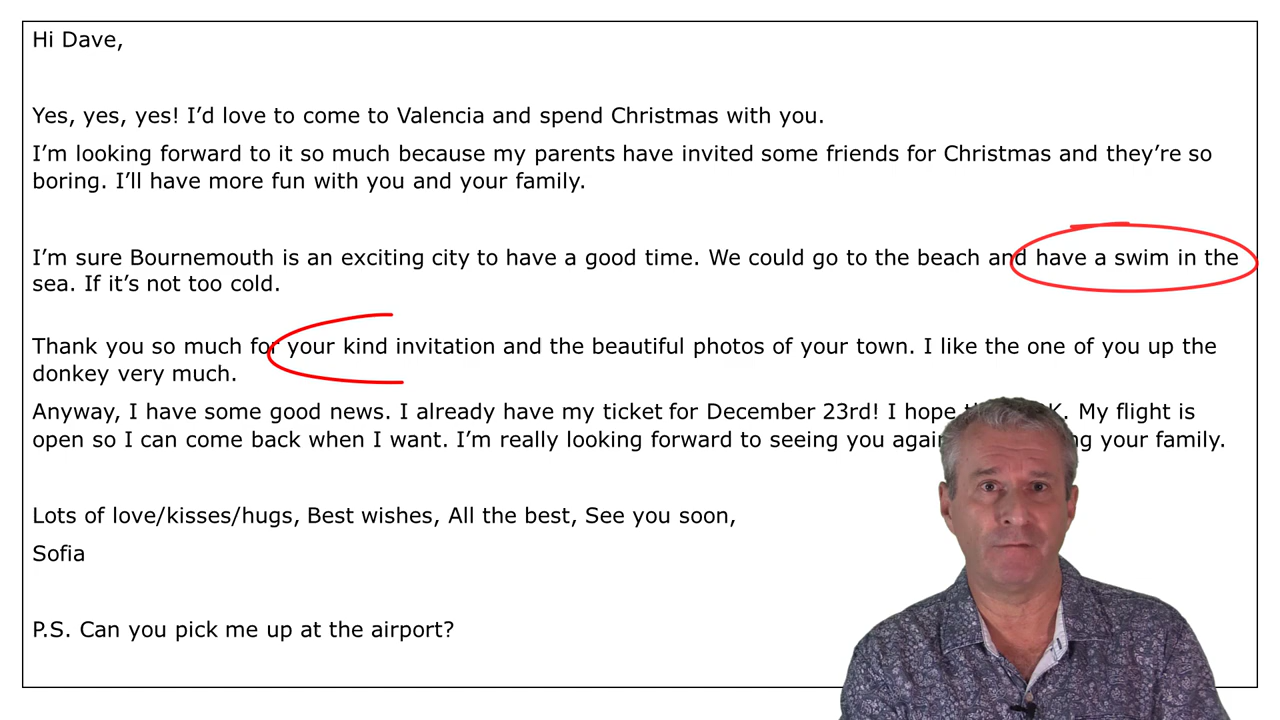 Hi Dave,
Yes, yes, yes! I’d love to come to Valencia and spend Christmas with you.
I’m looking forward to it so much because my parents have invited some friends for Christmas and they’re so
boring. I’ll have more fun with you and your family.
I’m sure Bournemouth is an exciting city to have a good time. We could go to the beach and have a swim in the
sea. If it’s not too cold.
Thank you so much for your kind invitation and the beautiful photos of your town. I like the one of you up the
donkey very much.
Anyway, I have some good news. I already have my ticket for December 23rd! I hope My flight is
open so I can come back when I want. I’m really looking forward to seeing you your family.
Lots of love/kisses/hugs, Best wishes, All the best, See you soon,
Sofia
P.S. Can you pick me up at the airport?